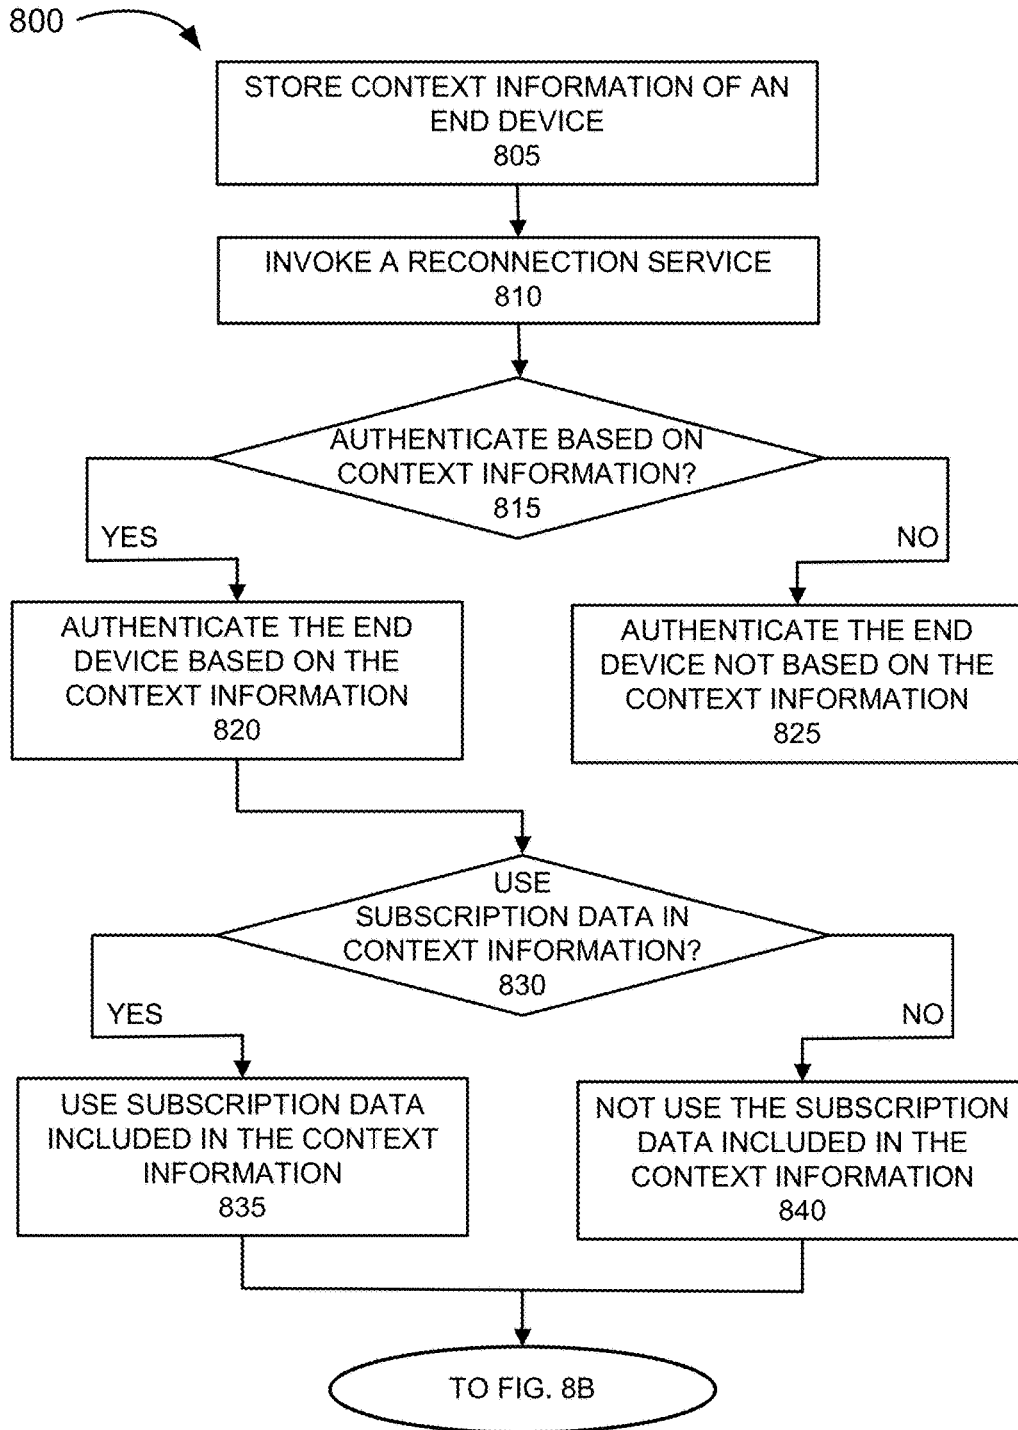 800
STORE CONTEXT INFORMATION OF AN
END DEVICE
805
INVOKE A RECONNECTION SERVICE
810
AUTHENTICATE BASED ON
CONTEXT INFORMATION?
815
YES
NO
AUTHENTICATE THE END
DEVICE BASED ON THE
CONTEXT INFORMATION
820
AUTHENTICATE THE END
DEVICE NOT BASED ON THE
CONTEXT INFORMATION
825
USE
SUBSCRIPTION DATA IN
CONTEXT INFORMATION?
830
YES
NO
USE SUBSCRIPTION DATA
INCLUDED IN THE CONTEXT
INFORMATION
835
NOT USE THE SUBSCRIPTION
DATA INCLUDED IN THE
CONTEXT INFORMATION
840
TO FIG. 8B